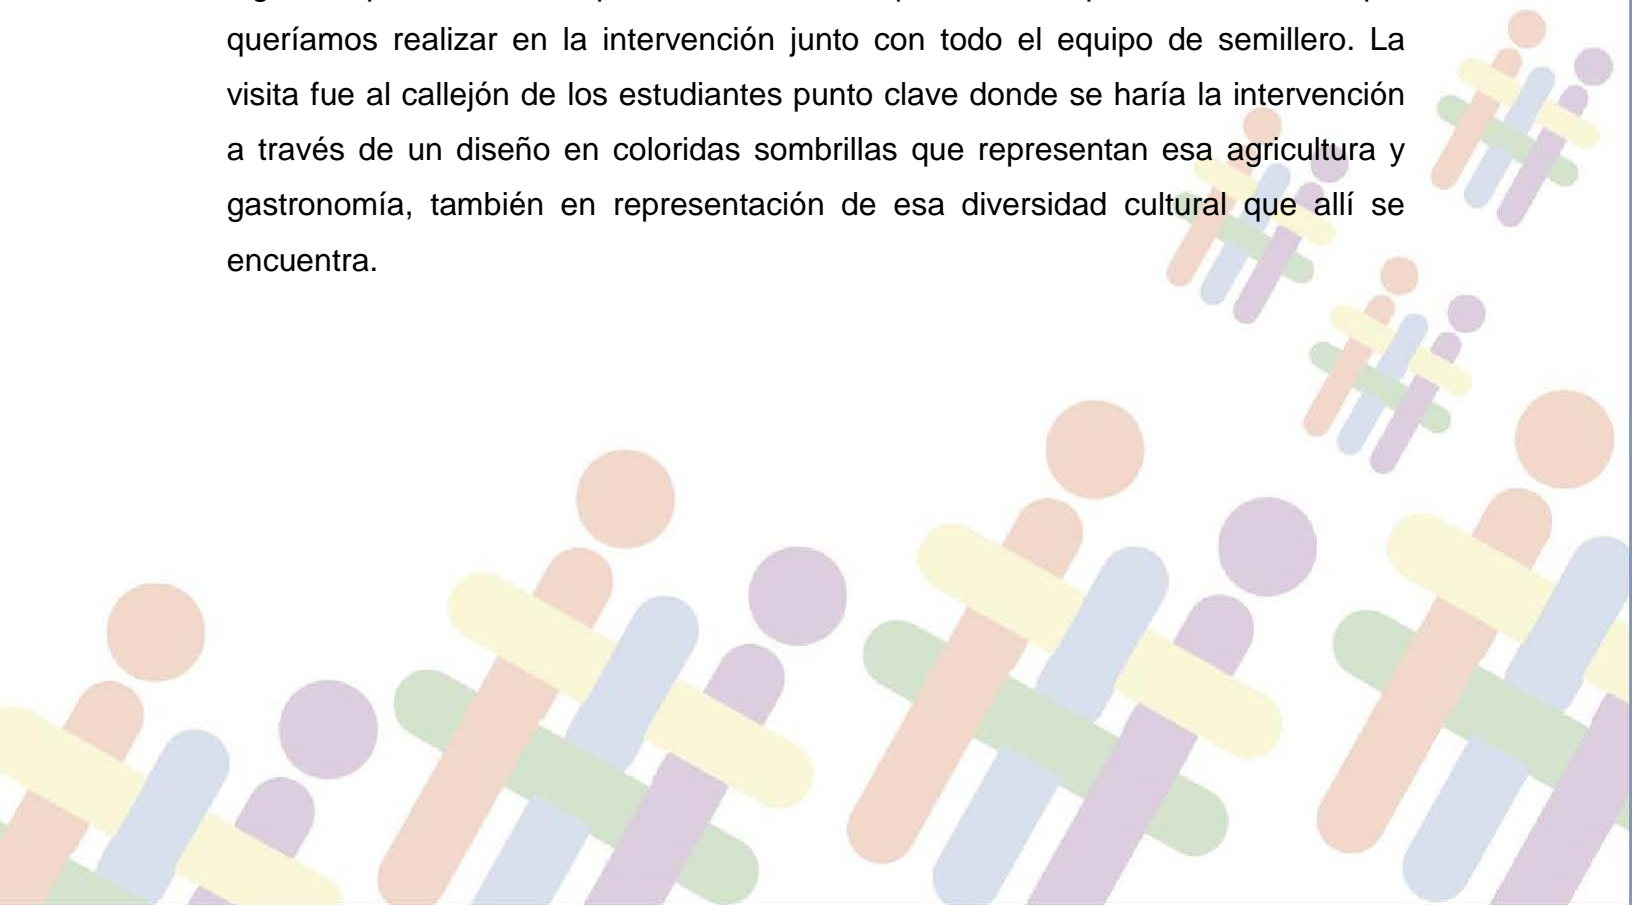 queríamos realizar en la intervención junto con todo el equipo de semillero. La
visita fue al callejón de los estudiantes punto clave donde se haría la intervención
a través de un diseño en coloridas sombrillas que representan esa agricultura y
gastronomía, también en representación de esa diversidad cultural que allí se
encuentra.